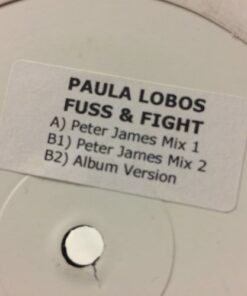 PAULA LOBOS
FUSS & FIGHT
A) Peter James Mix 1
B1) Peter James Mix 2
B2) Album Version